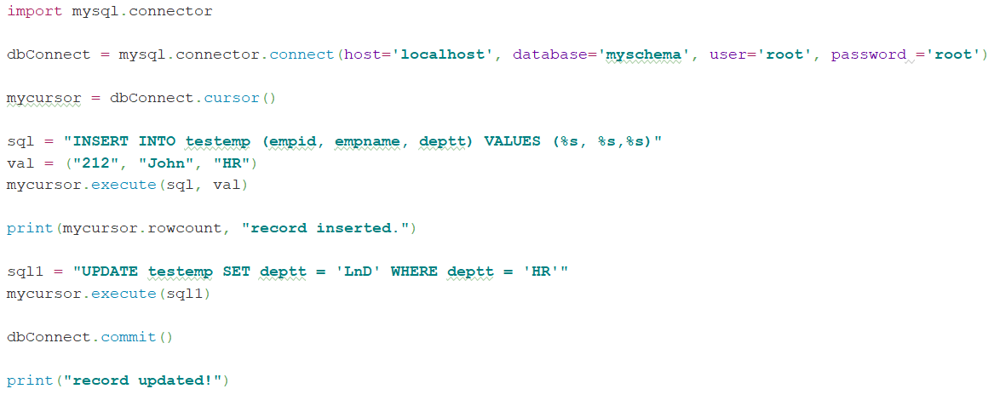 import mysql.connector
dbConnect = mysql.connector.connect(host='localhost', database='myschema', user='root', password ='root')
mycursor = dbConnect.cursor()
sql = "INSERT INTO testemp (empid, empname, deptt) VALUES (%s, %s,%s)"
val = ("212", "John", "HR")
mycursor.execute(sql, val)
print(mycursor.rowcount, "record inserted.")
sql1 = "UPDATE testemp SET deptt = 'LnD' WHERE deptt = 'HR'"
mycursor.execute(sql1)
dbConnect.commit()
print("record updated!")